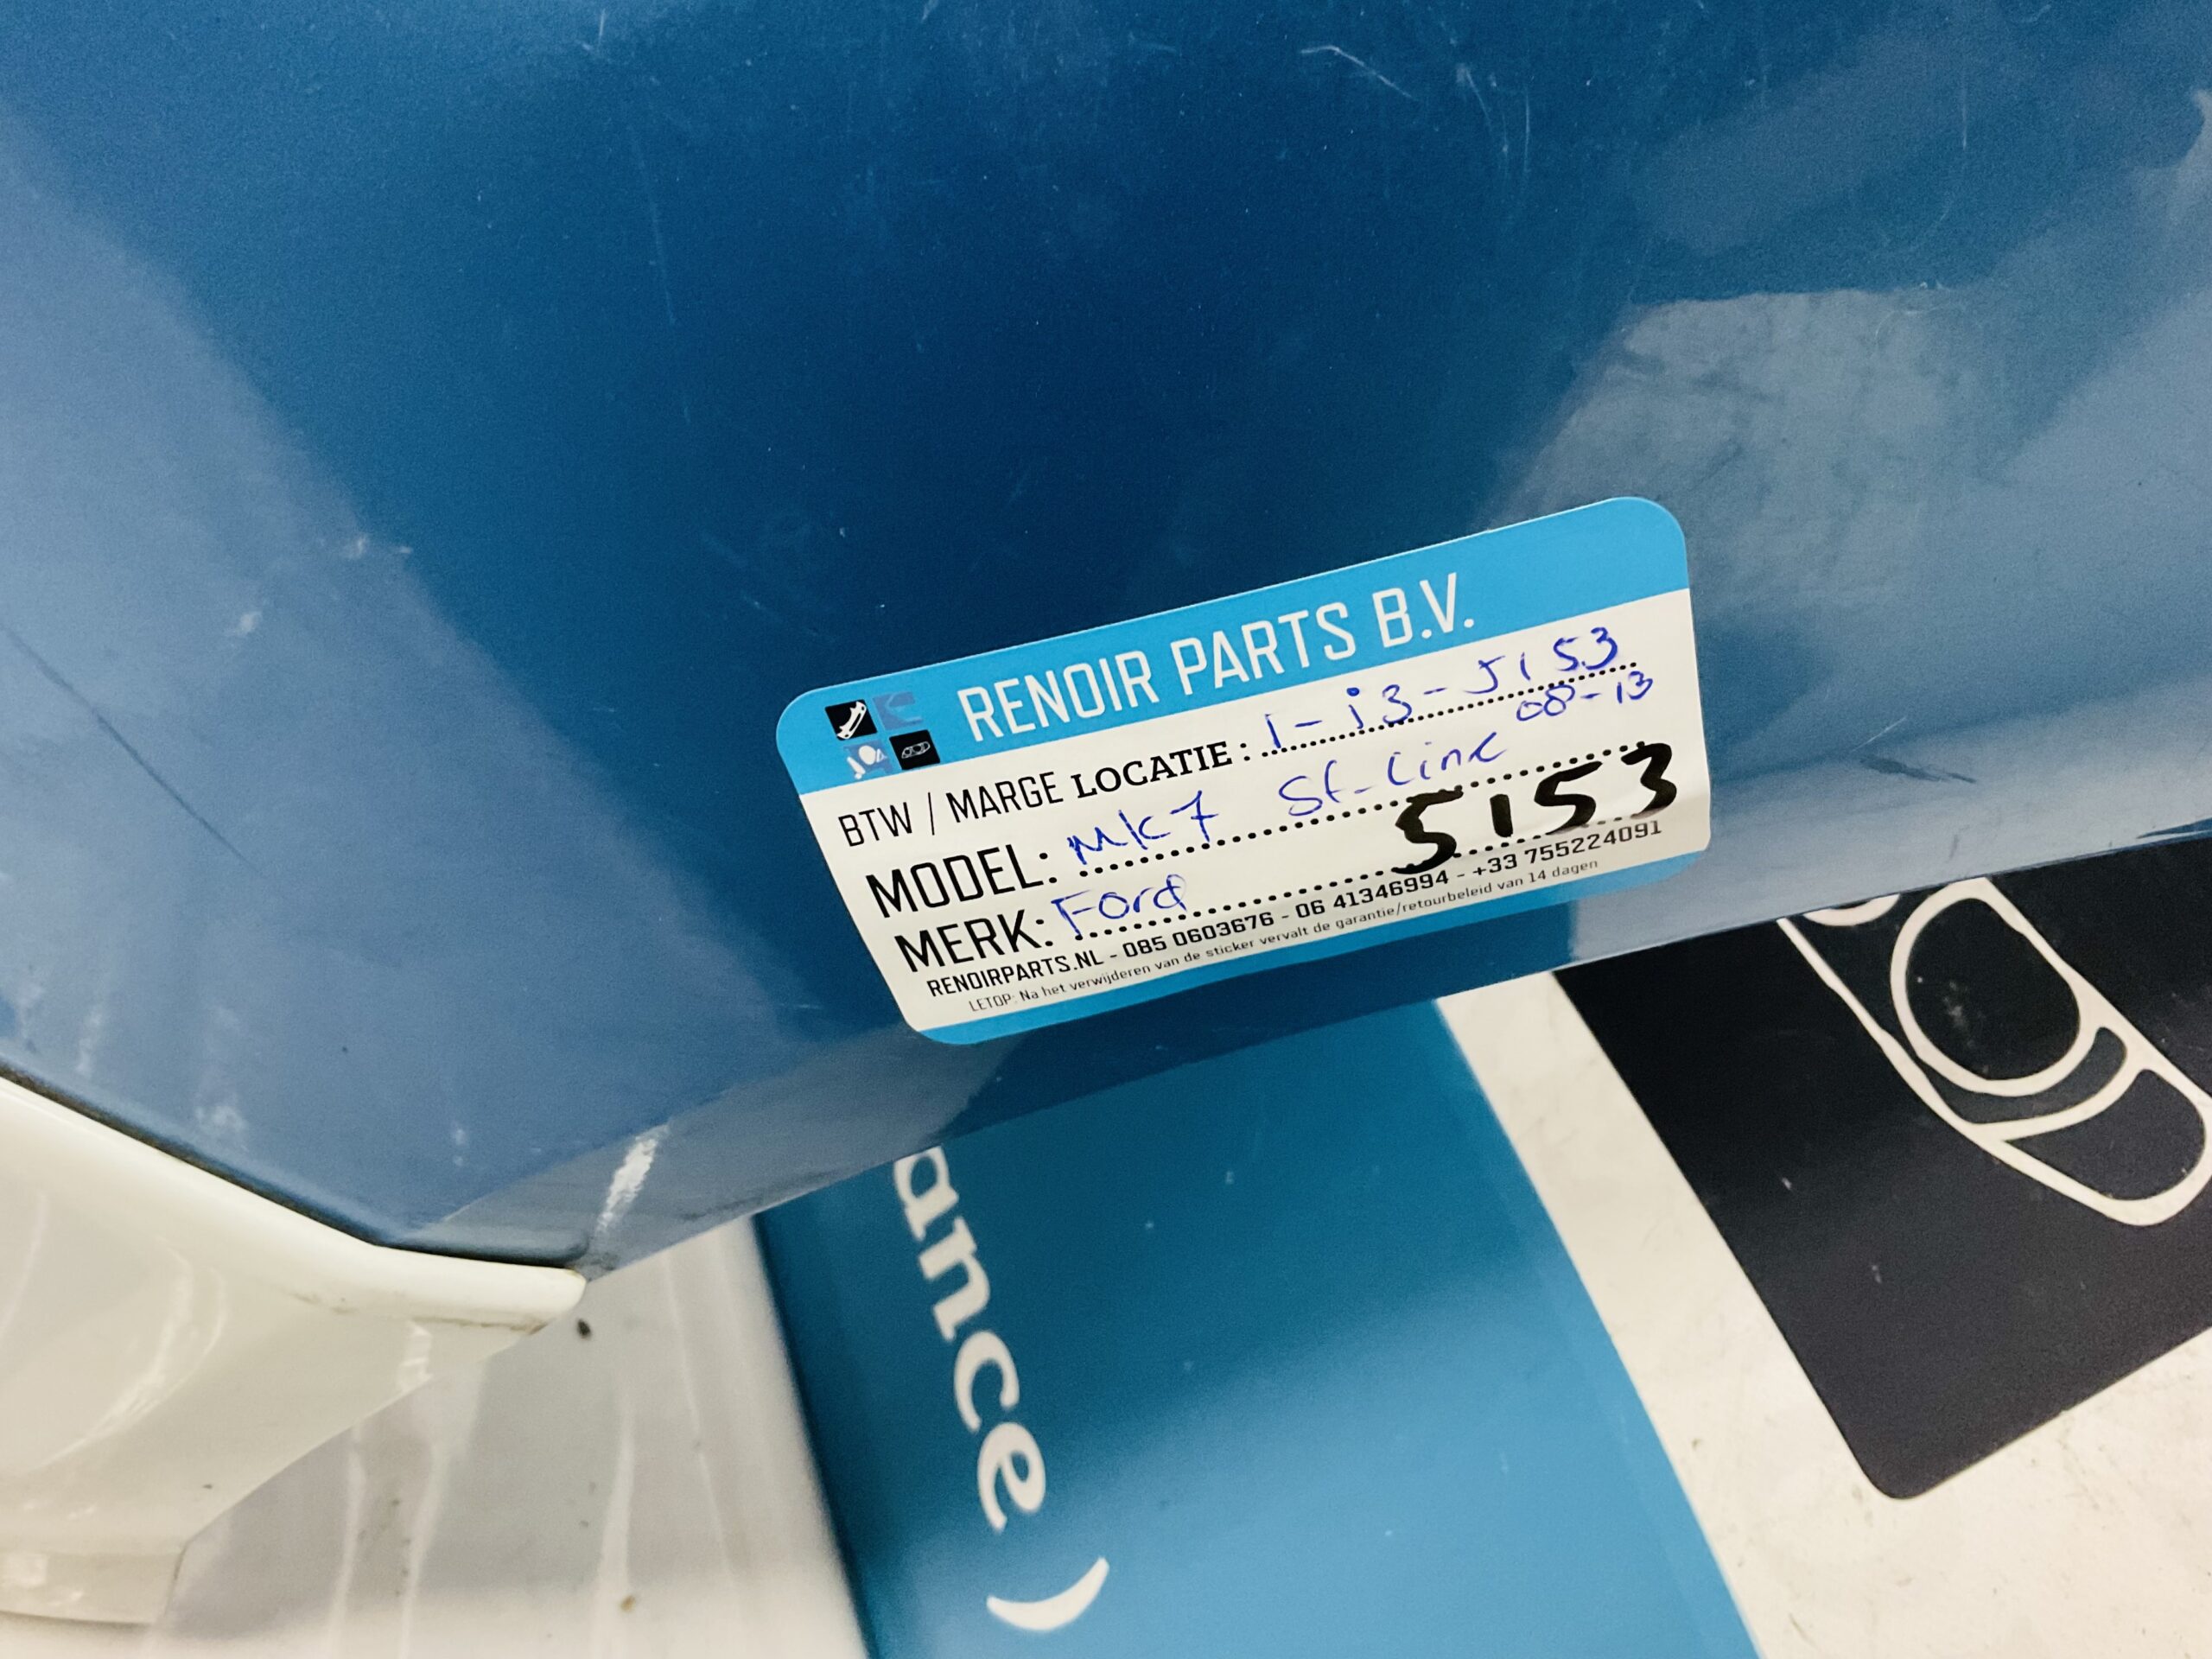 RENOIR PARTS B.V.
BTW / MARGE LOCATIE: 1-i3-5153
MODEL: MK7 St-Line 08-13
MERK: Ford 5153
RENOIRPARTS.NL - 085 0603676 - 06 41346994 - +33 755224091
LETOP: Na het verwijderen van de sticker vervalt de garantie/retourbeleid van 14 dagen
ance)